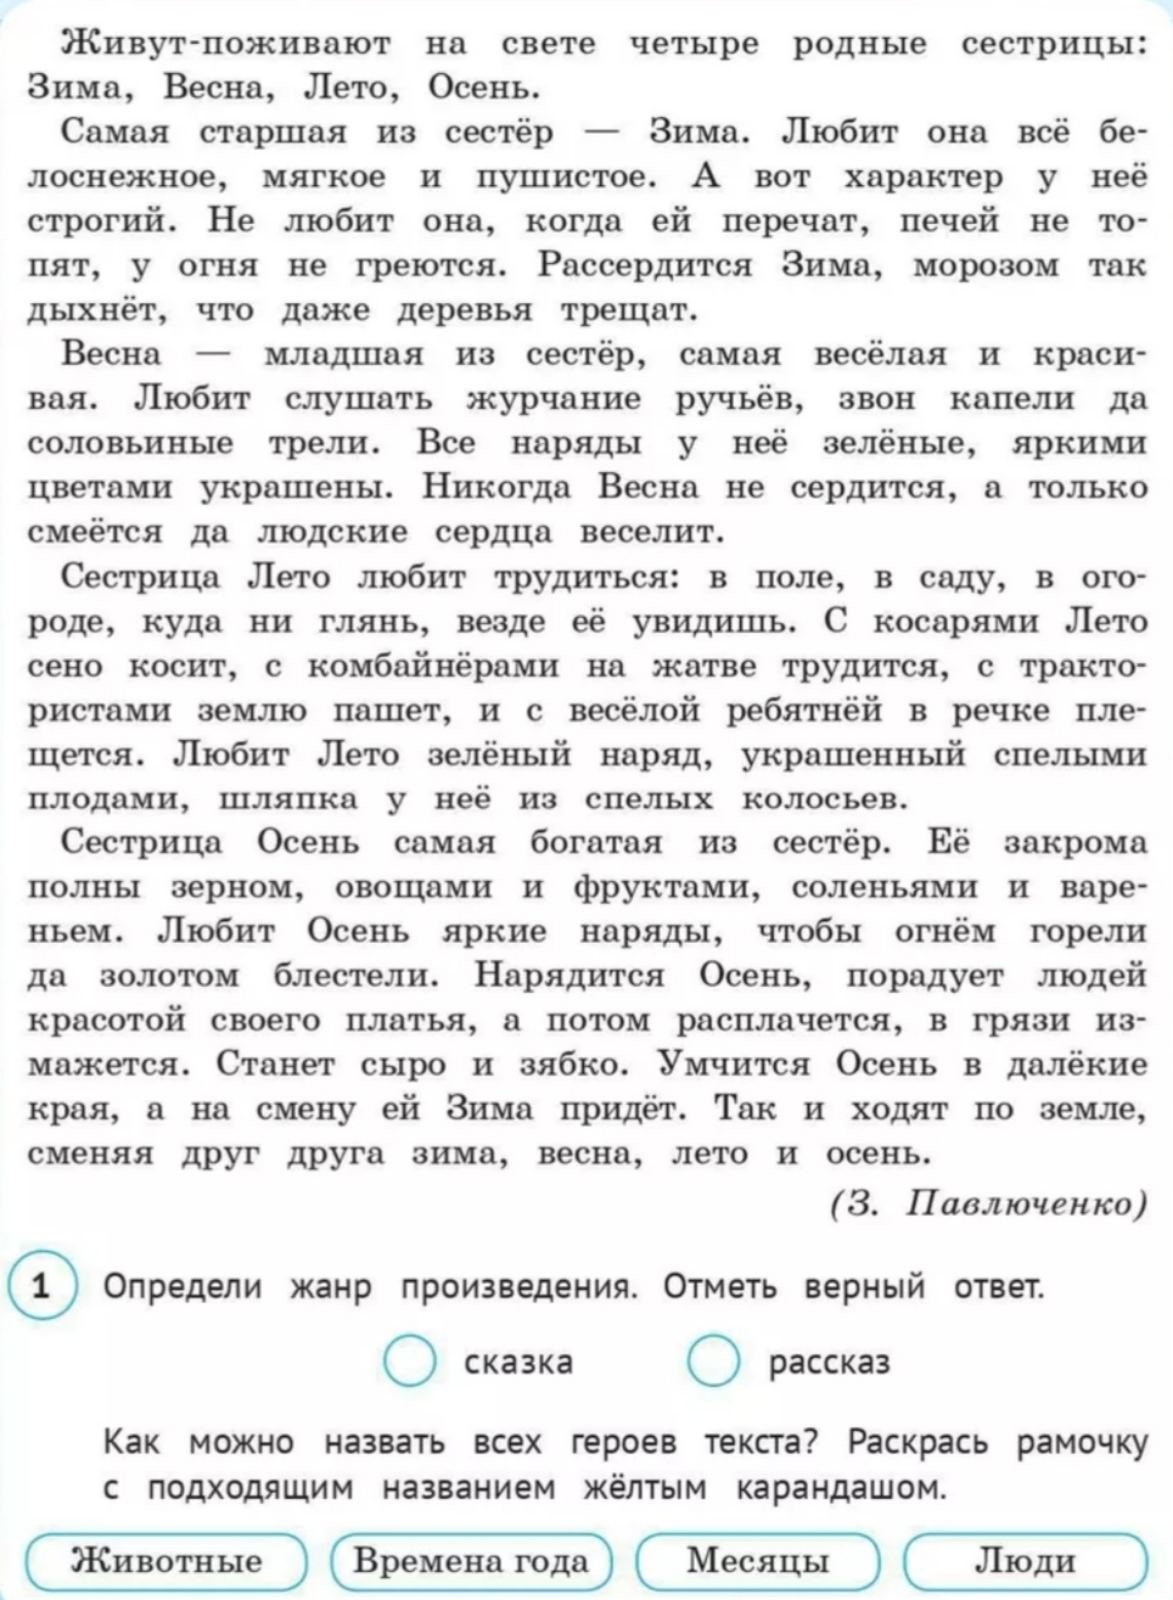 Живут-поживают на свете четыре родные сестрицы:
Зима, Весна, Лето, Осень.
Самая старшая из сестёр — Зима. Любит она всё бе-
лоснежное, мягкое и пушистое. А вот характер у неё
строгий. Не любит она, когда ей перечат, печей не то-
пят, у огня не греются. Рассердится Зима, морозом так
дыхнёт, что даже деревья трещат.
Весна — младшая из сестёр, самая весёлая и краси-
вая. Любит слушать журчание ручьёв, звон капели да
соловьиные трели. Все наряды у неё зелёные, яркими
цветами украшены. Никогда Весна не сердится, а только
смеётся да людские сердца веселит.
Сестрица Лето любит трудиться: в поле, в саду, в ого-
роде, куда ни глянь, везде её увидишь. С косарями Лето
сено косит, с комбайнёрами на жатве трудится, с тракто-
ристами землю пашет, и с весёлой ребятнёй в речке пле-
щется. Любит Лето зелёный наряд, украшенный спелыми
плодами, шляпка у неё из спелых колосьев.
Сестрица Осень самая богатая из сестёр. Её закрома
полны зерном, овощами и фруктами, соленьями и варе-
ньем. Любит Осень яркие наряды, чтобы огнём горели
да золотом блестели. Нарядится Осень, порадует людей
красотой своего платья, а потом расплачется, в грязи из-
мажется. Станет сыро и зябко. Умчится Осень в далёкие
края, а на смену ей Зима придёт. Так и ходят по земле,
сменяя друг друга зима, весна, лето и осень.
(З. Павлюченко)
1 Определи жанр произведения. Отметь верный ответ.
сказка рассказ
Как можно назвать всех героев текста? Раскрась рамочку
с подходящим названием жёлтым карандашом.
Животные Времена года Месяцы Люди